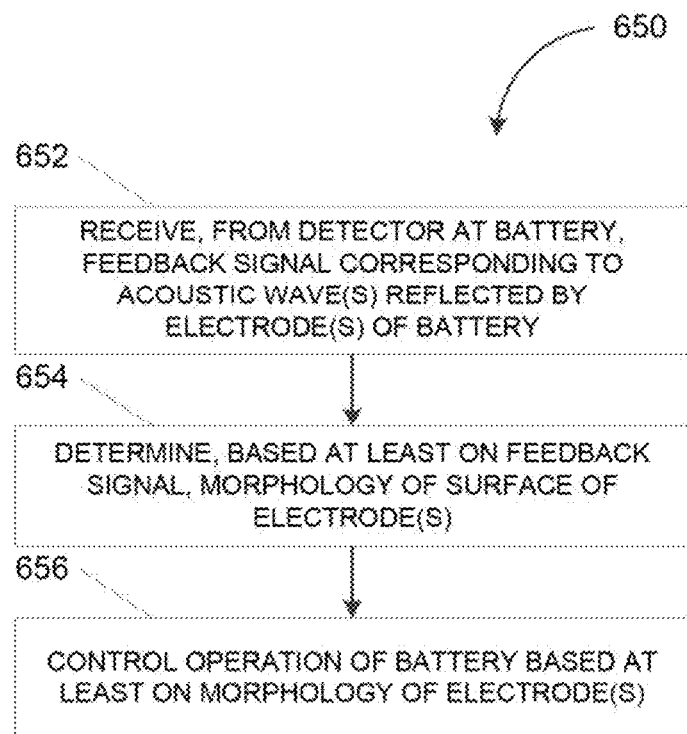 650
652
RECEIVE, FROM DETECTOR AT BATTERY,
FEEDBACK SIGNAL CORRESPONDING TO
ACOUSTIC WAVE(S) REFLECTED BY
ELECTRODE(S) OF BATTERY
654
DETERMINE, BASED AT LEAST ON FEEDBACK
SIGNAL, MORPHOLOGY OF SURFACE OF
ELECTRODE(S)
656
CONTROL OPERATION OF BATTERY BASED AT
LEAST ON MORPHOLOGY OF ELECTRODE(S)